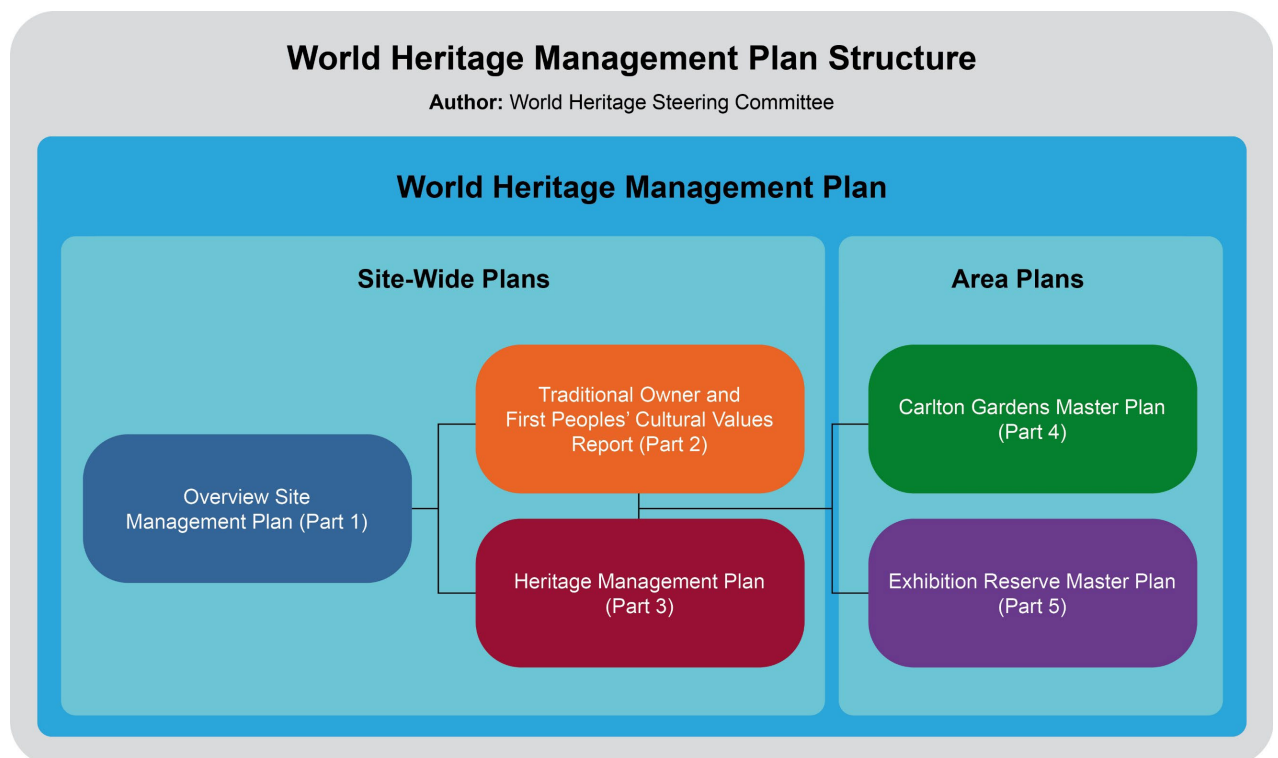 World Heritage Management Plan Structure
Author: World Heritage Steering Committee
World Heritage Management Plan
Site-Wide Plans
Overview Site
Management Plan (Part 1)
Traditional Owner and
First Peoples’ Cultural Values
Report (Part 2)
Heritage Management Plan
(Part 3)
Area Plans
Carlton Gardens Master Plan
(Part 4)
Exhibition Reserve Master Plan
(Part 5)